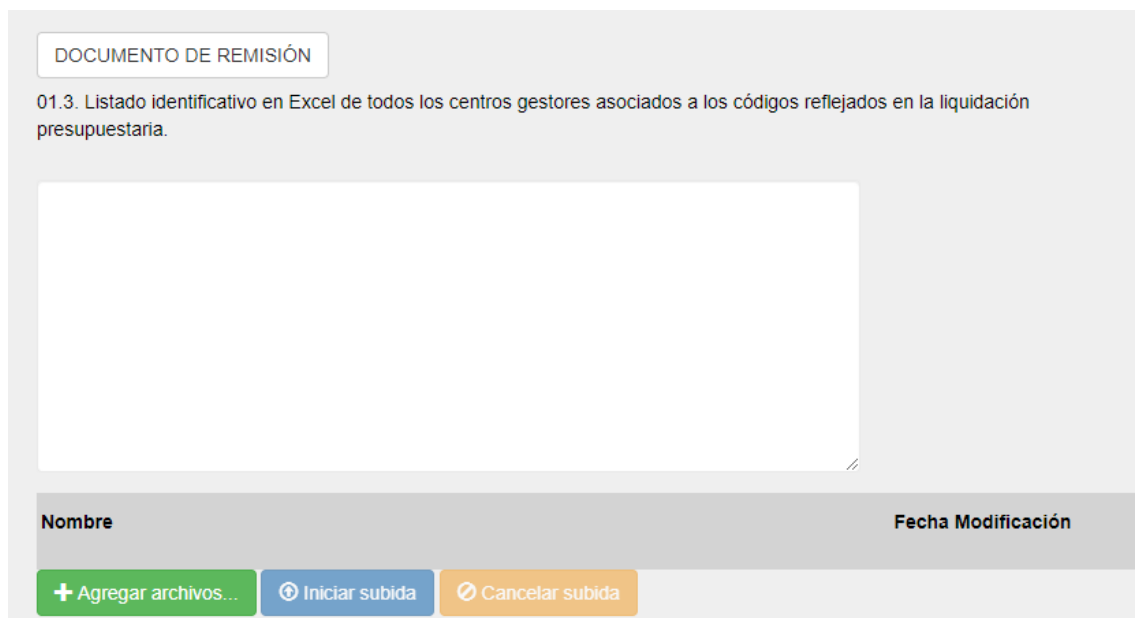 DOCUMENTO DE REMISIÓN
01.3. Listado identificativo en Excel de todos los centros gestores asociados a los códigos reflejados en la liquidación
presupuestaria.
Nombre Fecha Modificación
Agregar archivos... Iniciar subida Cancelar subida